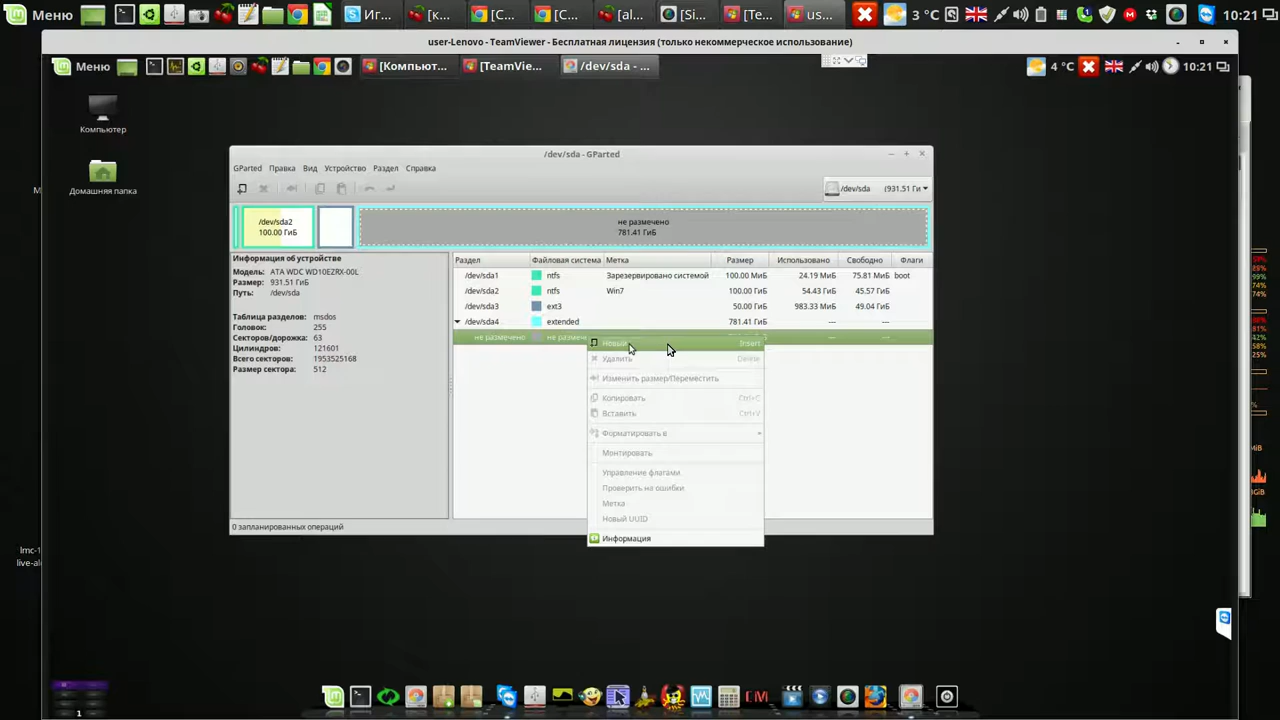 Меню
Иг...
[к...
[C...
[C...
[al...
[Si...
[Te...
us...
3 °C
10:21
user-Lenovo - TeamViewer - Бесплатная лицензия (только некоммерческое использование)
Меню
[Компьют...
[TeamVie...
/dev/sda - ...
4 °C
10:21
Компьютер
Домашняя папка
/dev/sda - GParted
GParted Правка Вид Устройство Раздел Справка
/dev/sda (931.51 Ги
/dev/sda2
100.00 ГиБ
не размечено
781.41 ГиБ
Информация об устройстве
Модель: ATA WDC WD10EZRX-00L
Размер: 931.51 ГиБ
Путь: /dev/sda
Таблица разделов: msdos
Головок: 255
Секторов/дорожка: 63
Цилиндров: 121601
Всего секторов: 1953525168
Размер сектора: 512
Раздел Файловая система Метка Размер Использовано Свободно Флаги
/dev/sda1 ntfs Зарезервировано системой 100.00 МиБ 24.19 МиБ 75.81 МиБ boot
/dev/sda2 ntfs Win7 100.00 ГиБ 54.43 ГиБ 45.57 ГиБ
/dev/sda3 ext3 50.00 ГиБ 983.33 МиБ 49.04 ГиБ
/dev/sda4 extended 781.41 ГиБ --- ---
не размечено не размече --- ---
Новый Insert
Удалить Delete
Изменить размер/Переместить
Копировать Ctrl+C
Вставить Ctrl+V
Форматировать в
Монтировать
Управление флагами
Проверить на ошибки
Метка
Новый UUID
Информация
0 запланированных операций
lmc-1
live-al
1